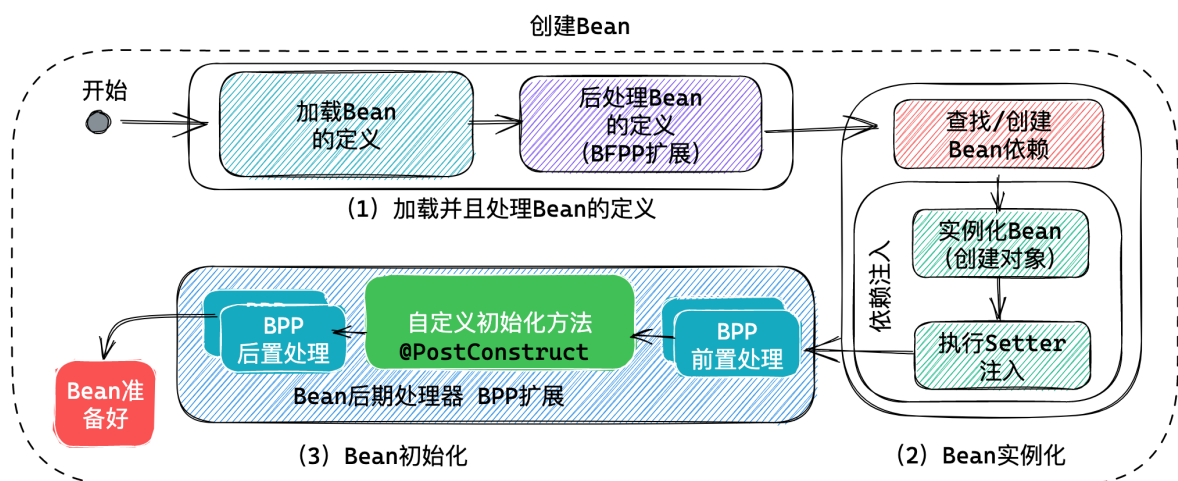 创建Bean
开始
加载Bean
的定义
后处理Bean
的定义
（BFPP扩展）
（1）加载并且处理Bean的定义
查找/创建
Bean依赖
依赖注入
实例化Bean
(创建对象)
执行Setter
注入
（2）Bean实例化
BPP
前置处理
自定义初始化方法
@PostConstruct
BPP
后置处理
Bean后期处理器 BPP扩展
（3）Bean初始化
Bean准
备好